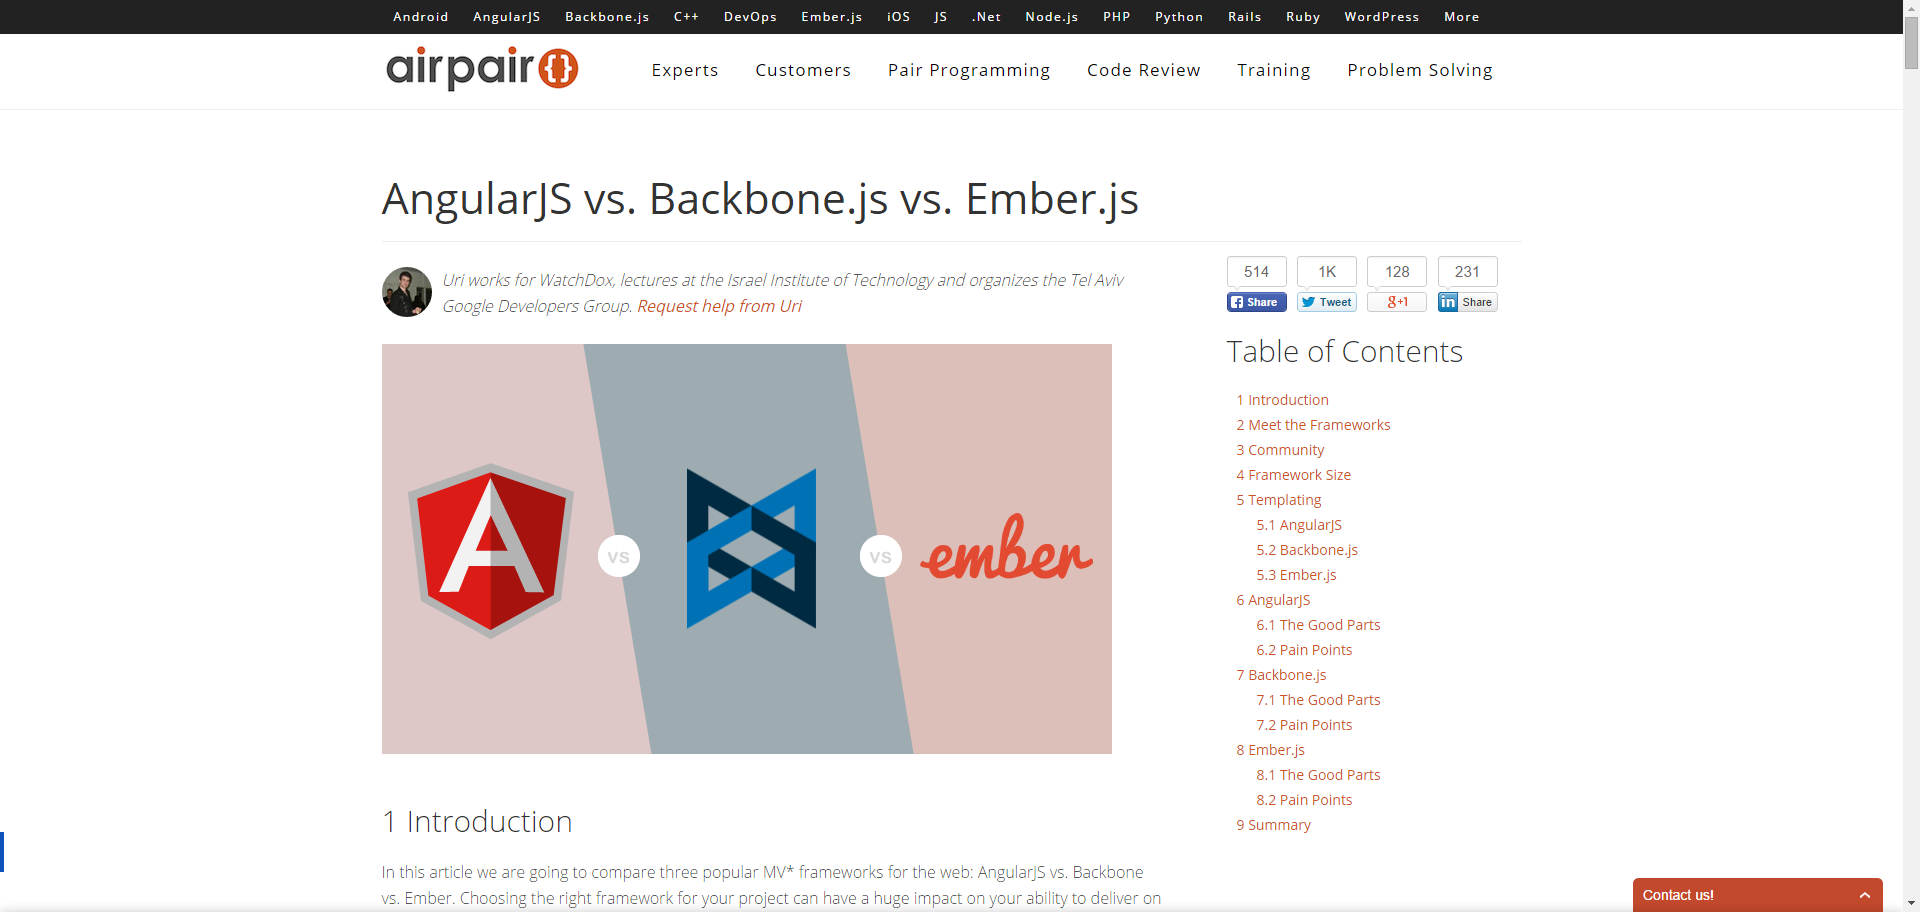 Android AngularJS Backbone.js C++ DevOps Ember.js iOS JS .Net Node.js PHP Python Rails Ruby WordPress More
airpair Experts Customers Pair Programming Code Review Training Problem Solving
AngularJS vs. Backbone.js vs. Ember.js
Uri works for WatchDox, lectures at the Israel Institute of Technology and organizes the Tel Aviv
Google Developers Group. Request help from Uri
514 1K 128 231
Share Tweet g+1 in Share
vs
vs
ember
Table of Contents
1 Introduction
2 Meet the Frameworks
3 Community
4 Framework Size
5 Templating
5.1 AngularJS
5.2 Backbone.js
5.3 Ember.js
6 AngularJS
6.1 The Good Parts
6.2 Pain Points
7 Backbone.js
7.1 The Good Parts
7.2 Pain Points
8 Ember.js
8.1 The Good Parts
8.2 Pain Points
9 Summary
1 Introduction
In this article we are going to compare three popular MV* frameworks for the web: AngularJS vs. Backbone
vs. Ember. Choosing the right framework for your project can have a huge impact on your ability to deliver on
Contact us!